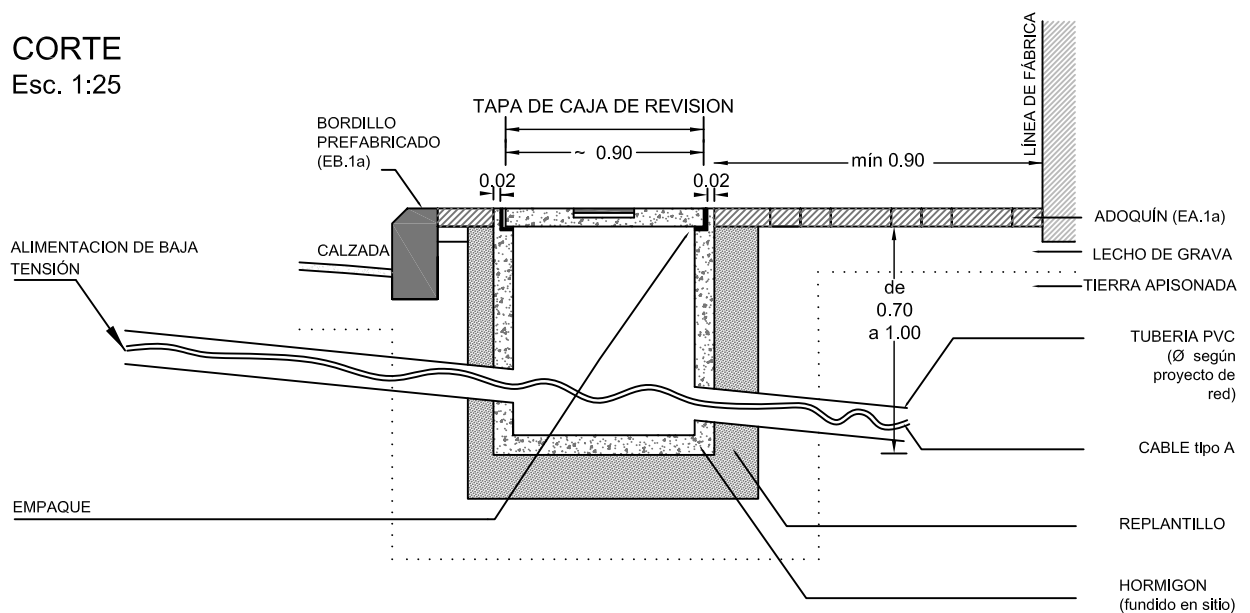 CORTE
Esc. 1:25
TAPA DE CAJA DE REVISION
~ 0.90
BORDILLO
PREFABRICADO
(EB.1a)
0.02
0.02
mín 0.90
LÍNEA DE FÁBRICA
ADOQUÍN (EA.1a)
ALIMENTACION DE BAJA
TENSIÓN
CALZADA
LECHO DE GRAVA
TIERRA APISONADA
de
0.70
a 1.00
TUBERIA PVC
(Ø según
proyecto de
red)
CABLE tIpo A
EMPAQUE
REPLANTILLO
HORMIGON
(fundido en sitio)